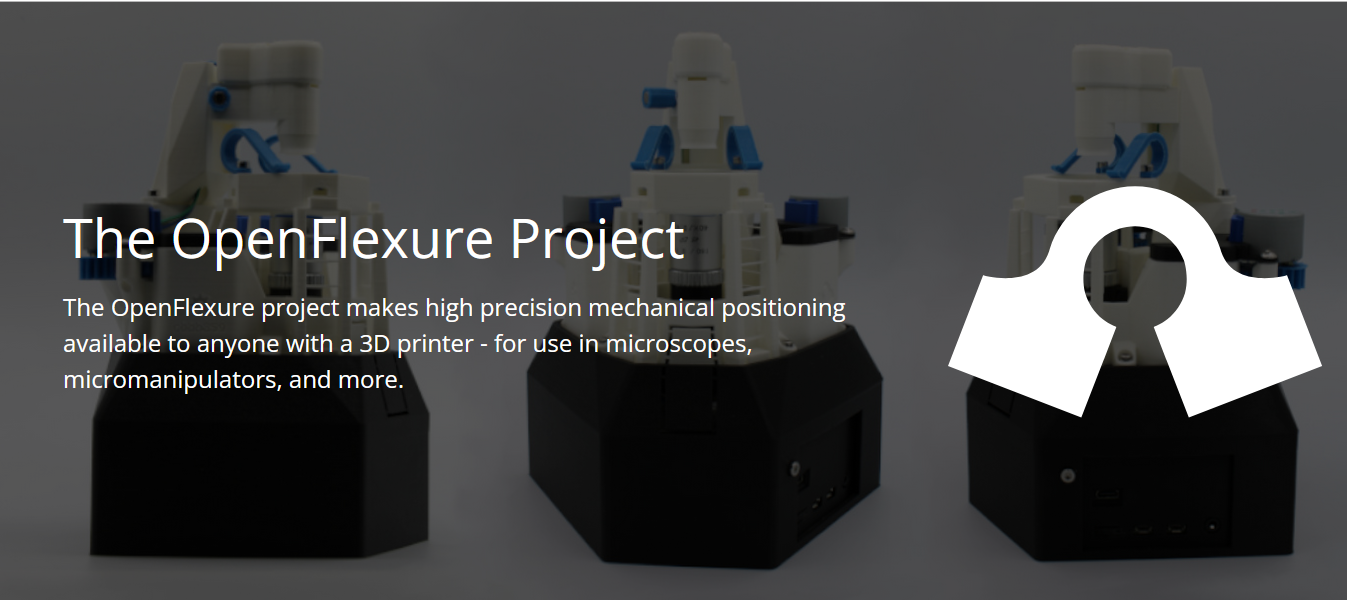 The OpenFlexure Project
The OpenFlexure project makes high precision mechanical positioning
available to anyone with a 3D printer - for use in microscopes,
micromanipulators, and more.